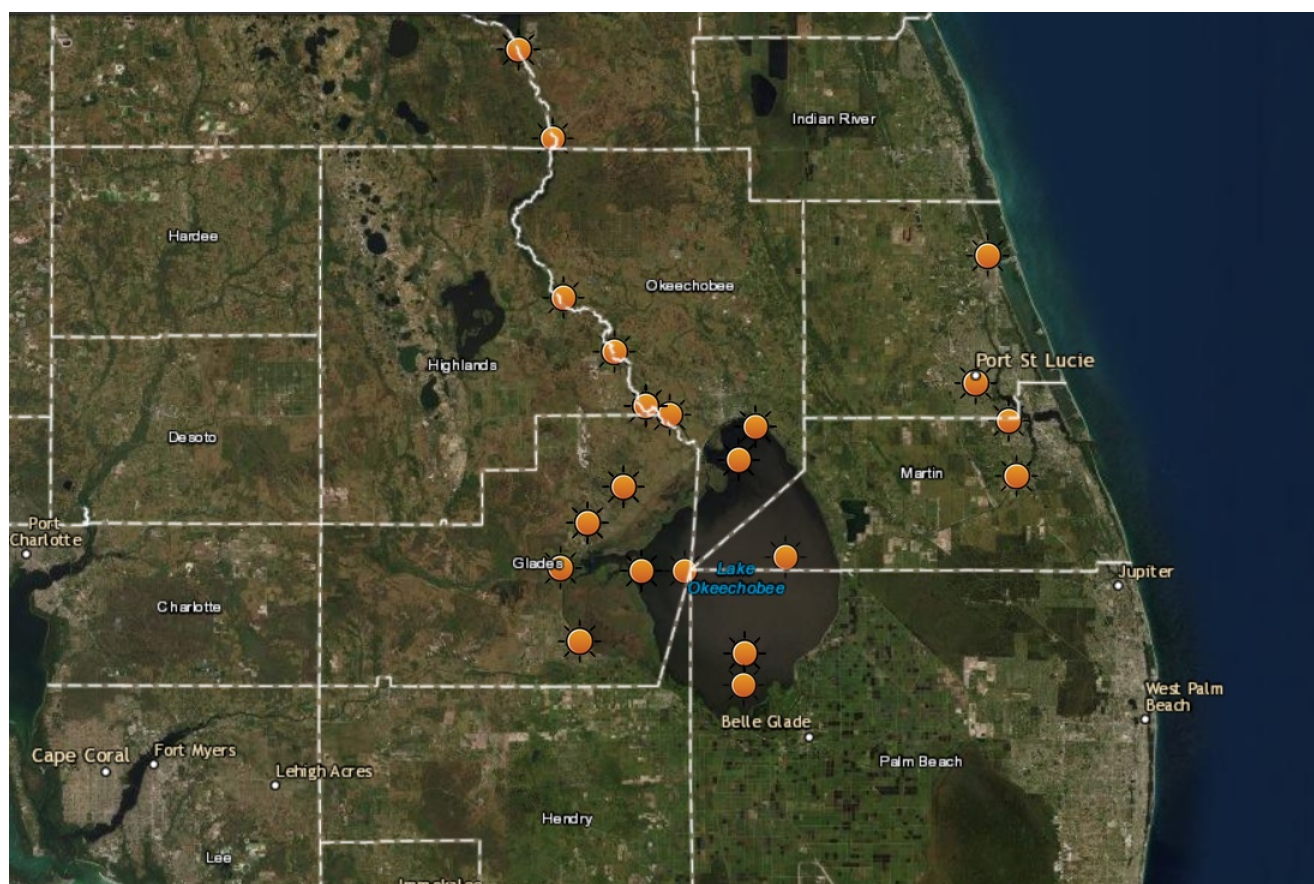 Indian River
Hardee
Okeechobee
Port St Lucie
Highlands
Desoto
Martin
Port
Charlotte
Glades
Lake
Okeechobee
Jupiter
Charlotte
West Palm
Beach
Belle Glade
Cape Coral
Fort Myers
Lehigh Acres
Palm Beach
Hendry
Lee
Immokalee